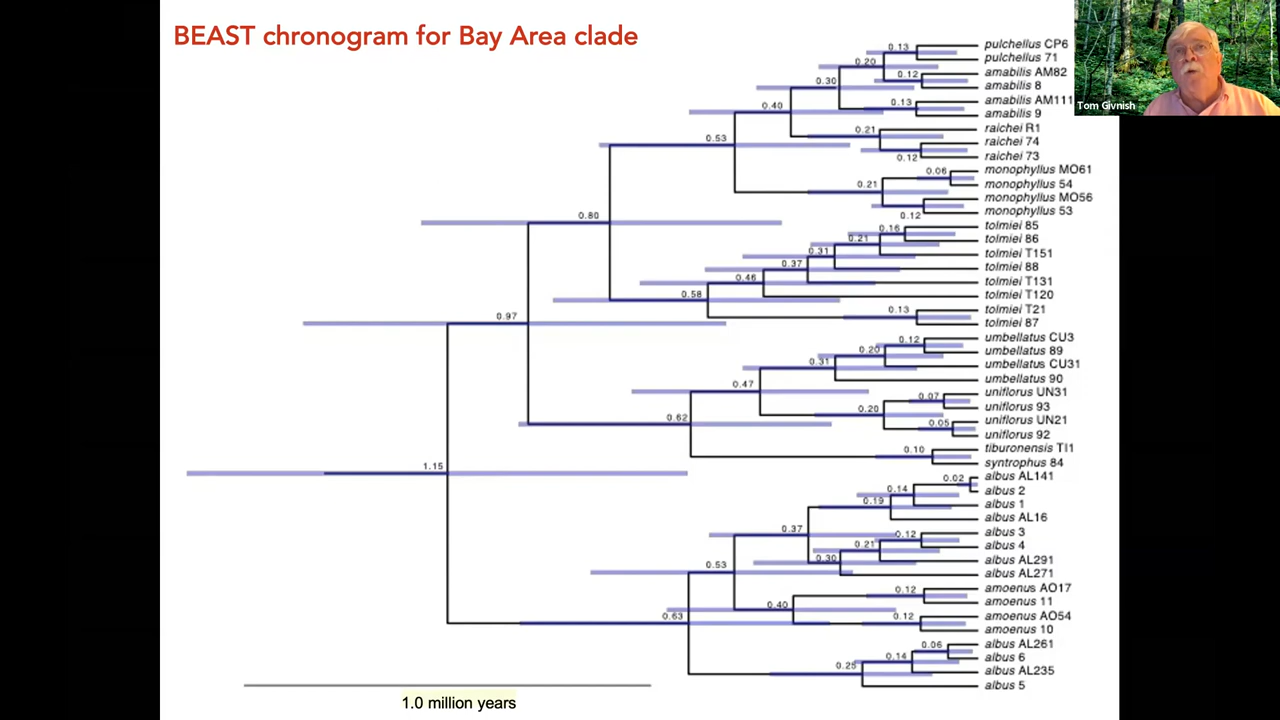 BEAST chronogram for Bay Area clade
Tom Givnish
pulchellus CP6
0.13
pulchellus 71
0.20
amabilis AM82
0.12
0.30
amabilis 8
amabilis AM111
0.13
0.40
amabilis 9
raichei R1
0.21
0.53
raichei 74
raichei 73
0.12
monophyllus MO61
0.06
monophyllus 54
0.21
monophyllus MO56
monophyllus 53
0.12
0.80
tolmiei 85
0.16
tolmiei 86
0.21
tolmiei T151
0.31
tolmiei 88
0.37
tolmiei T131
0.46
tolmiei T120
0.58
tolmiei T21
0.13
0.97
tolmiei 87
umbellatus CU3
0.12
umbellatus 89
0.20
umbellatus CU31
0.31
umbellatus 90
0.47
uniflorus UN31
0.07
uniflorus 93
0.20
0.62
uniflorus UN21
0.05
uniflorus 92
tiburonensis TI1
0.10
syntrophus 84
1.15
albus AL141
0.02
albus 2
0.14
albus 1
0.19
albus AL16
0.37
albus 3
0.12
albus 4
0.21
albus AL291
0.30
0.53
albus AL271
amoenus AO17
0.12
amoenus 11
0.40
amoenus AO54
0.12
0.63
amoenus 10
albus AL261
0.06
albus 6
0.14
albus AL235
0.25
albus 5
1.0 million years